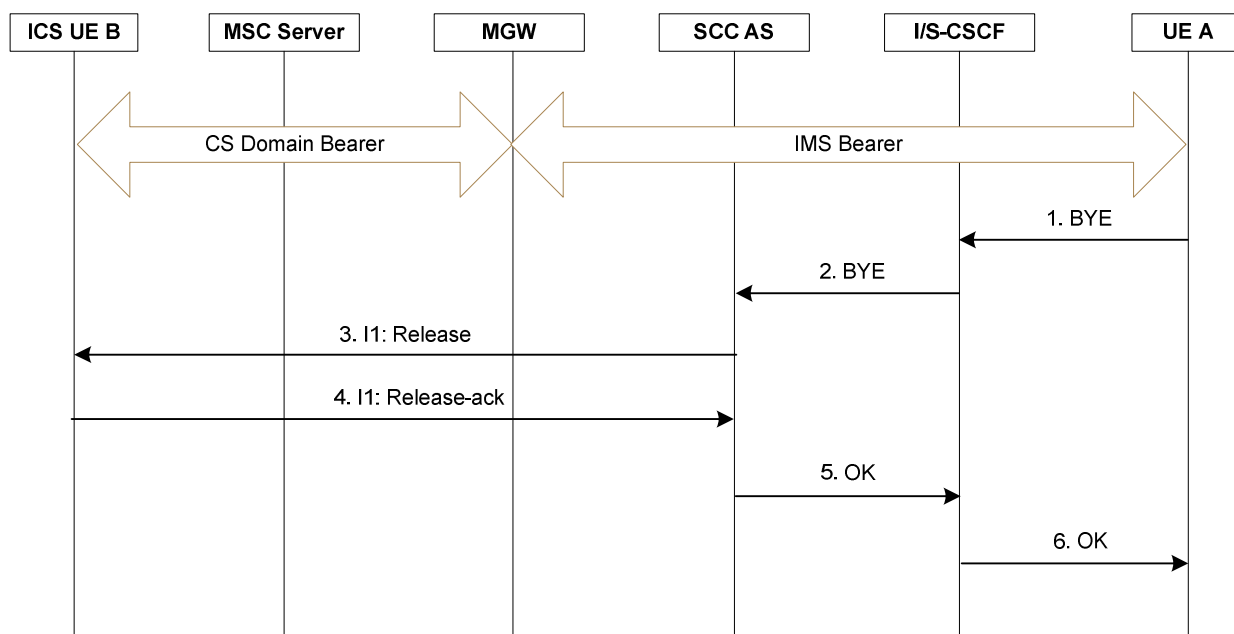 ICS UE B
MSC Server
MGW
SCC AS
I/S-CSCF
UE A
CS Domain Bearer
IMS Bearer
1. BYE
2. BYE
3. I1: Release
4. I1: Release-ack
5. OK
6. OK